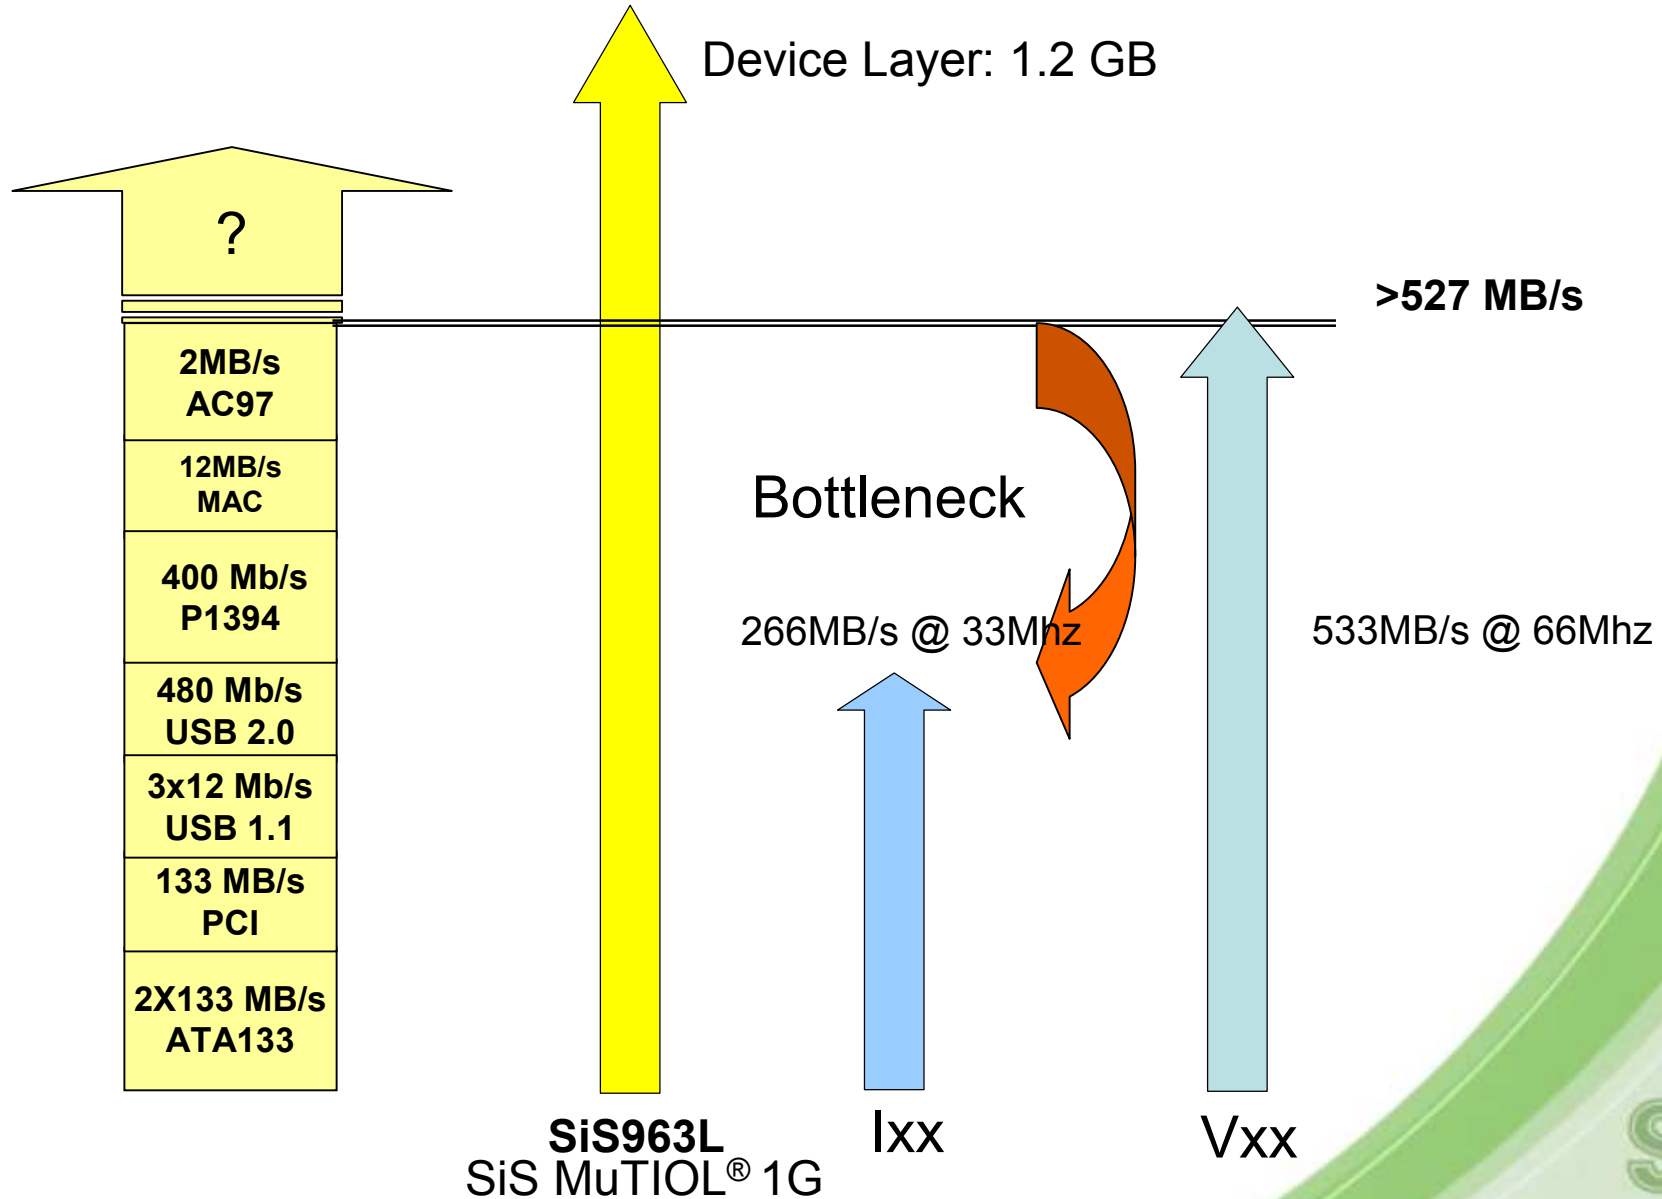 Device Layer: 1.2 GB
?
>527 MB/s
2MB/s
AC97
12MB/s
MAC
Bottleneck
400 Mb/s
P1394
266MB/s @ 33Mhz
533MB/s @ 66Mhz
480 Mb/s
USB 2.0
3x12 Mb/s
USB 1.1
133 MB/s
PCI
2X133 MB/s
ATA133
SiS963L
SiS MuTIOL® 1G
Ixx
Vxx
S